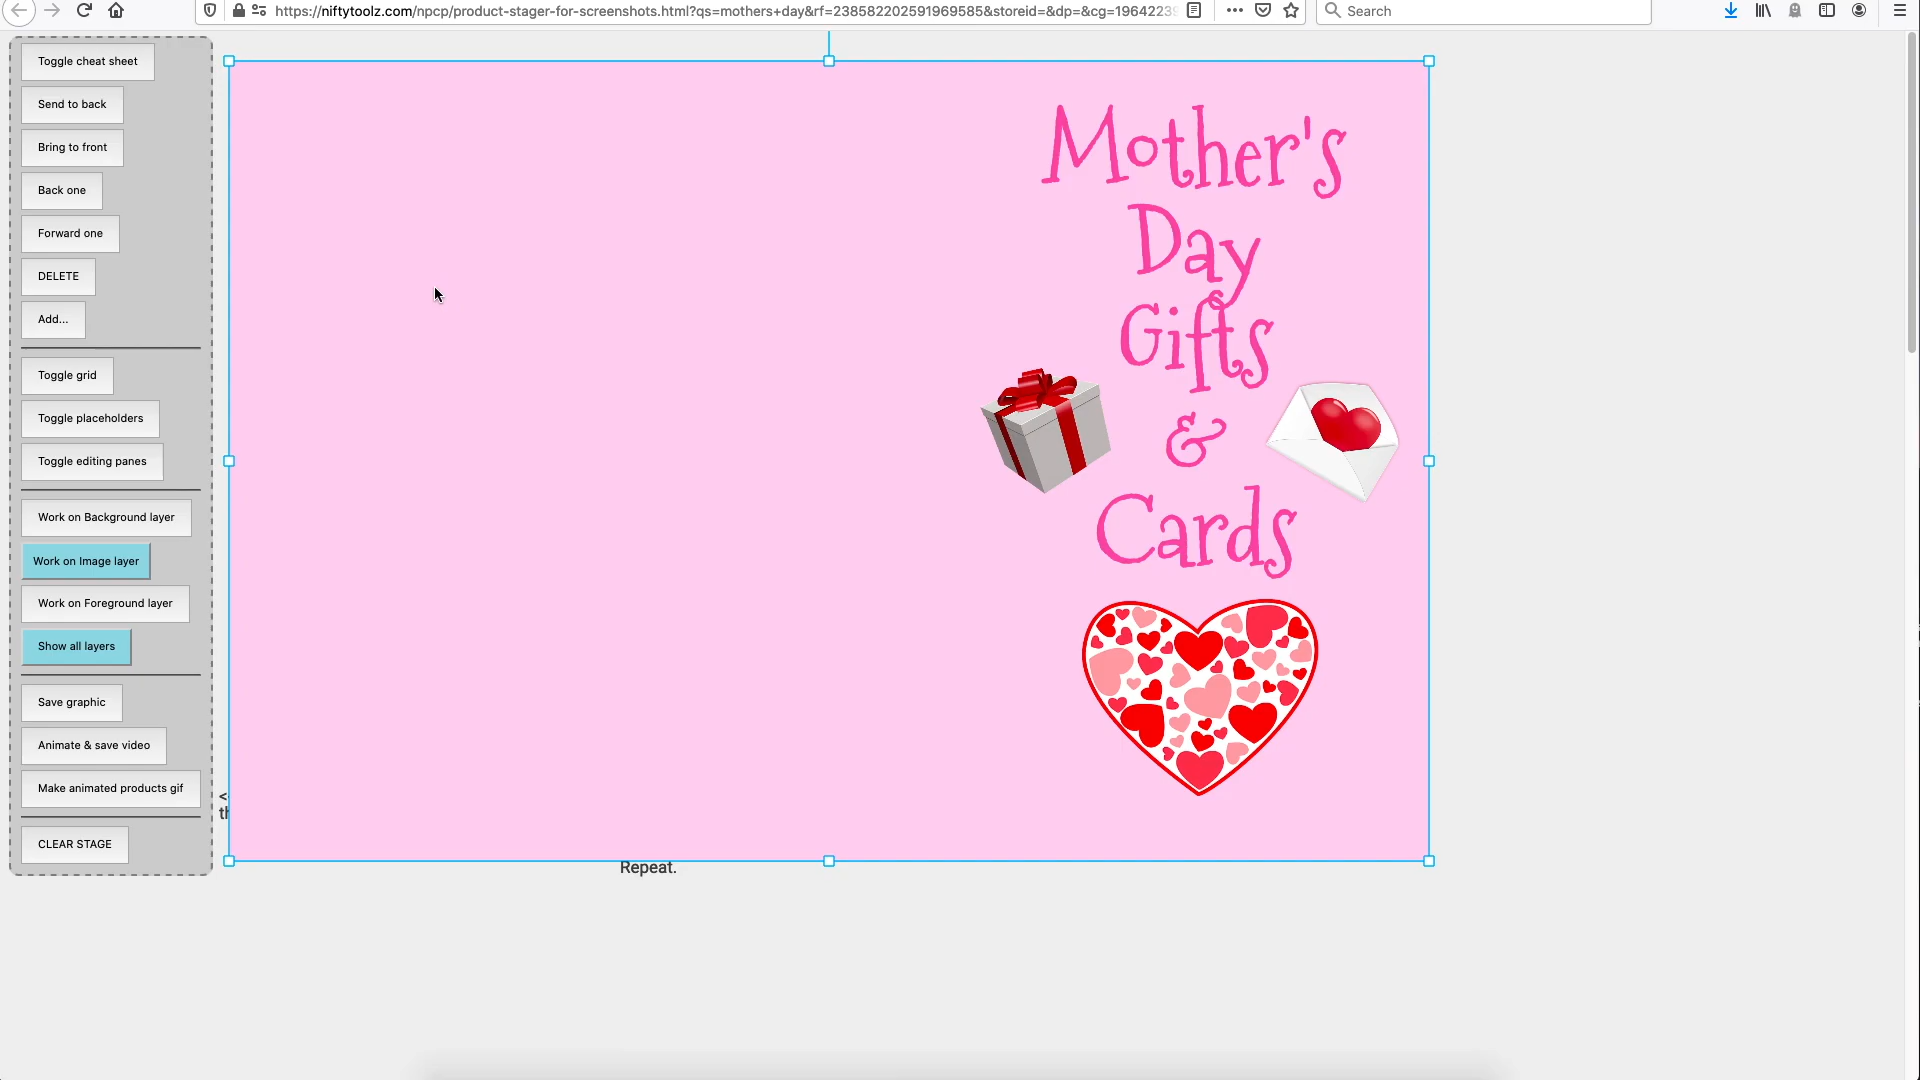 https://niftytoolz.com/npcp/product-stager-for-screenshots.html?qs=mothers+day&rf=238582202591969585&storeid=&dp=&cg=1964223
Search
Toggle cheat sheet
Send to back
Bring to front
Back one
Forward one
DELETE
Add...
Toggle grid
Toggle placeholders
Toggle editing panes
Work on Background layer
Work on Image layer
Work on Foreground layer
Show all layers
Save graphic
Animate & save video
Make animated products gif
CLEAR STAGE
Mother's
Day
Gifts
&
Cards
Repeat.